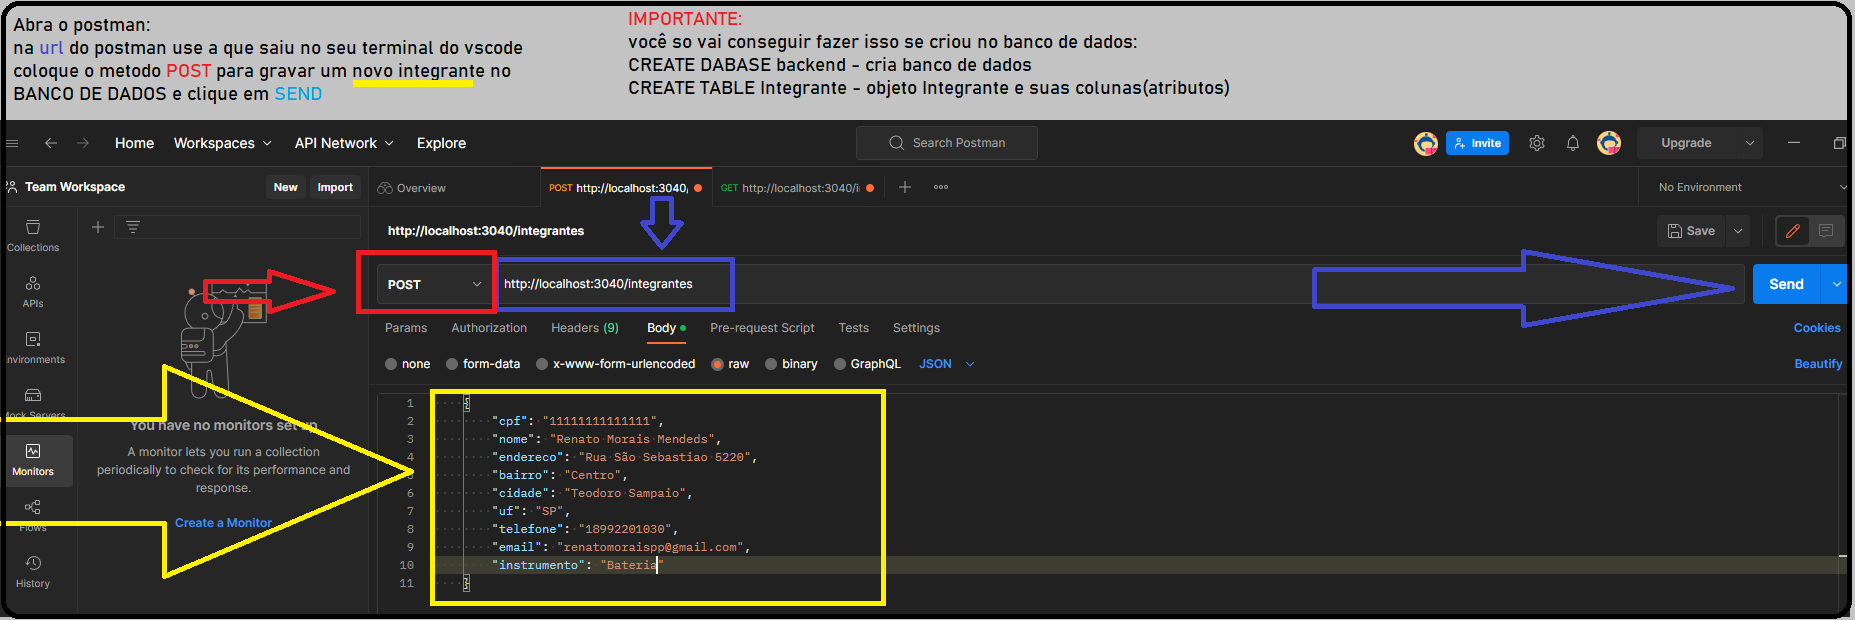 Abra o postman:
na url do postman use a que saiu no seu terminal do vscode
coloque o metodo POST para gravar um novo integrante no
BANCO DE DADOS e clique em SEND
IMPORTANTE:
você so vai conseguir fazer isso se criou no banco de dados:
CREATE DABASE backend - cria banco de dados
CREATE TABLE Integrante - objeto Integrante e suas colunas(atributos)
Home Workspaces API Network Explore
Search Postman
Invite
Upgrade
Team Workspace
New Import
Overview
POST http://localhost:3040/
GET http://localhost:3040/i
No Environment
http://localhost:3040/integrantes
Save
Collections
APIs
nvironments
Mock Servers
Monitors
Flows
History
You have no monitors set up
A monitor lets you run a collection
periodically to check for its performance and
response.
Create a Monitor
POST
http://localhost:3040/integrantes
Send
Params Authorization Headers (9) Body Pre-request Script Tests Settings
Cookies
none form-data x-www-form-urlencoded raw binary GraphQL JSON
Beautify
1 {
2 "cpf": "11111111111111",
3 "nome": "Renato Morais Mendeds",
4 "endereco": "Rua São Sebastiao 5220",
5 "bairro": "Centro",
6 "cidade": "Teodoro Sampaio",
7 "uf": "SP",
8 "telefone": "18992201030",
9 "email": "renatomoraispp@gmail.com",
10 "instrumento": "Bateria"
11 }